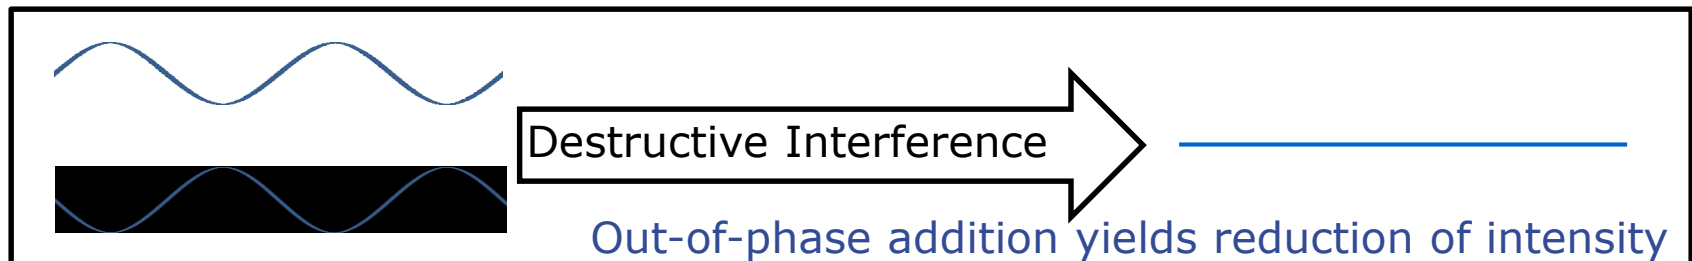 Destructive Interference
Out-of-phase addition yields reduction of intensity